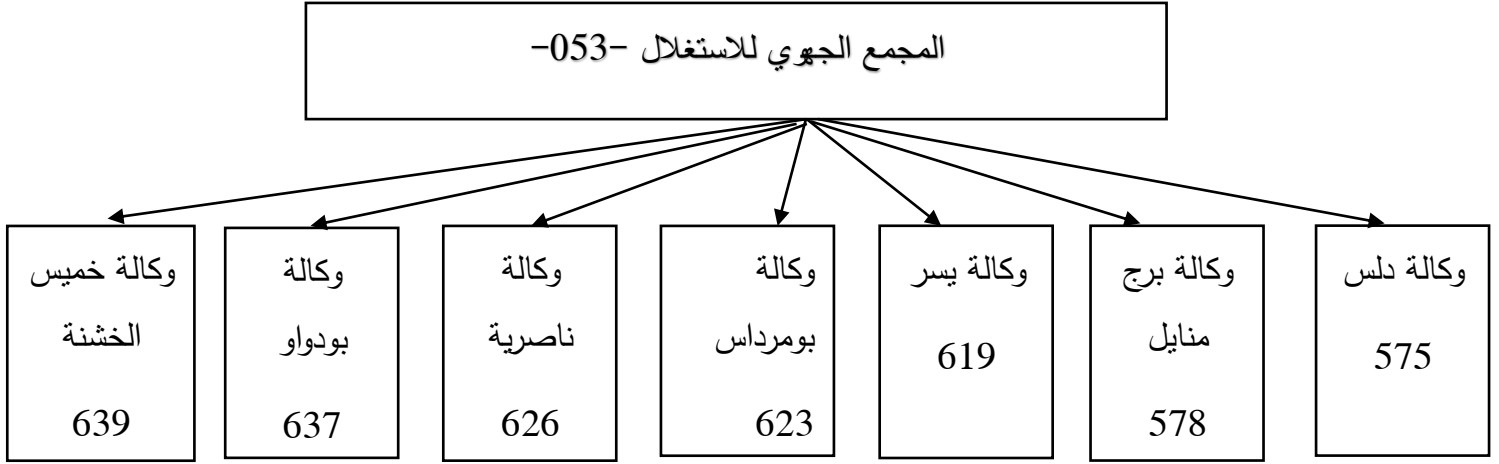 المجمع الجهوي للاستغلال -053-
وكالة دلس
575
وكالة برج
منايل
578
وكالة يسر
619
وكالة
بومرداس
623
وكالة
ناصرية
626
وكالة
بودواو
637
وكالة خميس
الخشنة
639